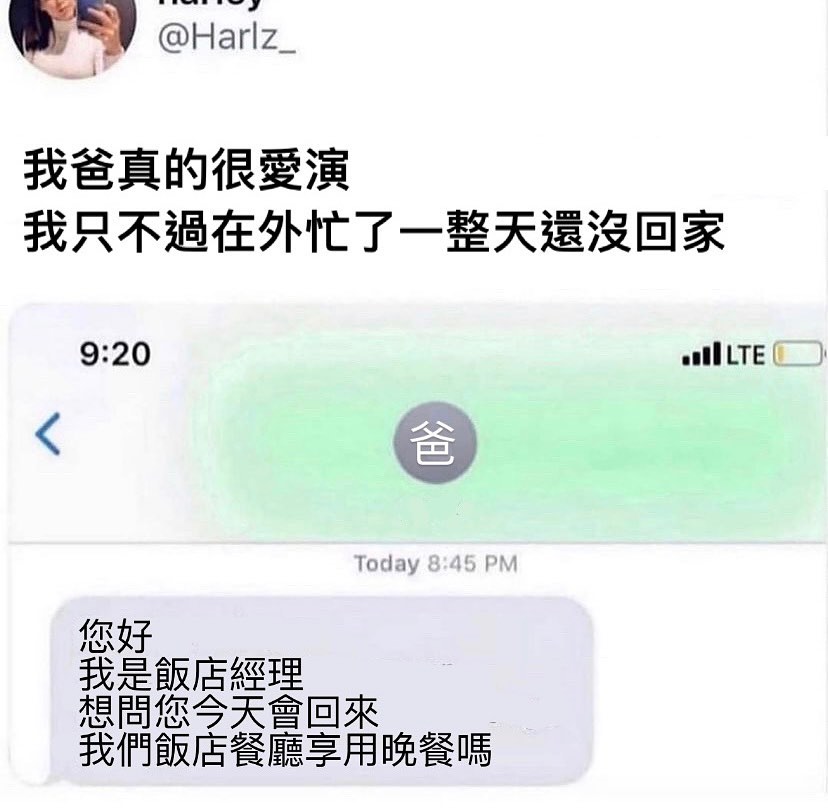 @Harlz_
我爸真的很愛演
我只不過在外忙了一整天還沒回家
9:20
LTE
爸
Today 8:45 PM
您好
我是飯店經理
想問您今天會回來
我們飯店餐廳享用晚餐嗎